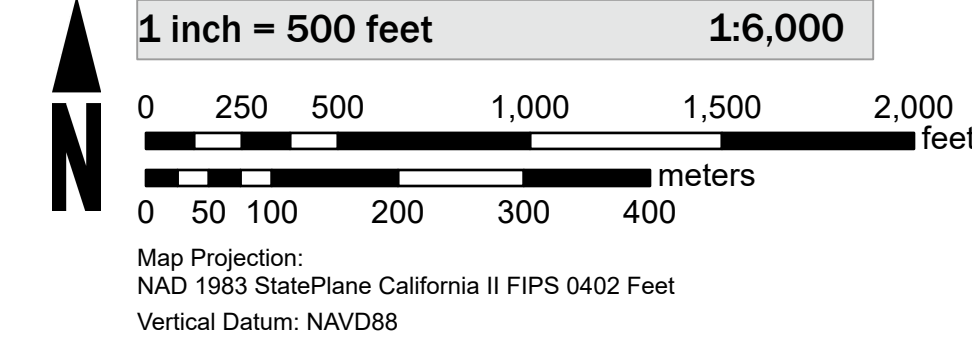 1 inch = 500 feet 1:6,000
0 250 500 1,000 1,500 2,000
feet
meters
0 50 100 200 300 400
N
Map Projection:
NAD 1983 StatePlane California II FIPS 0402 Feet
Vertical Datum: NAVD88